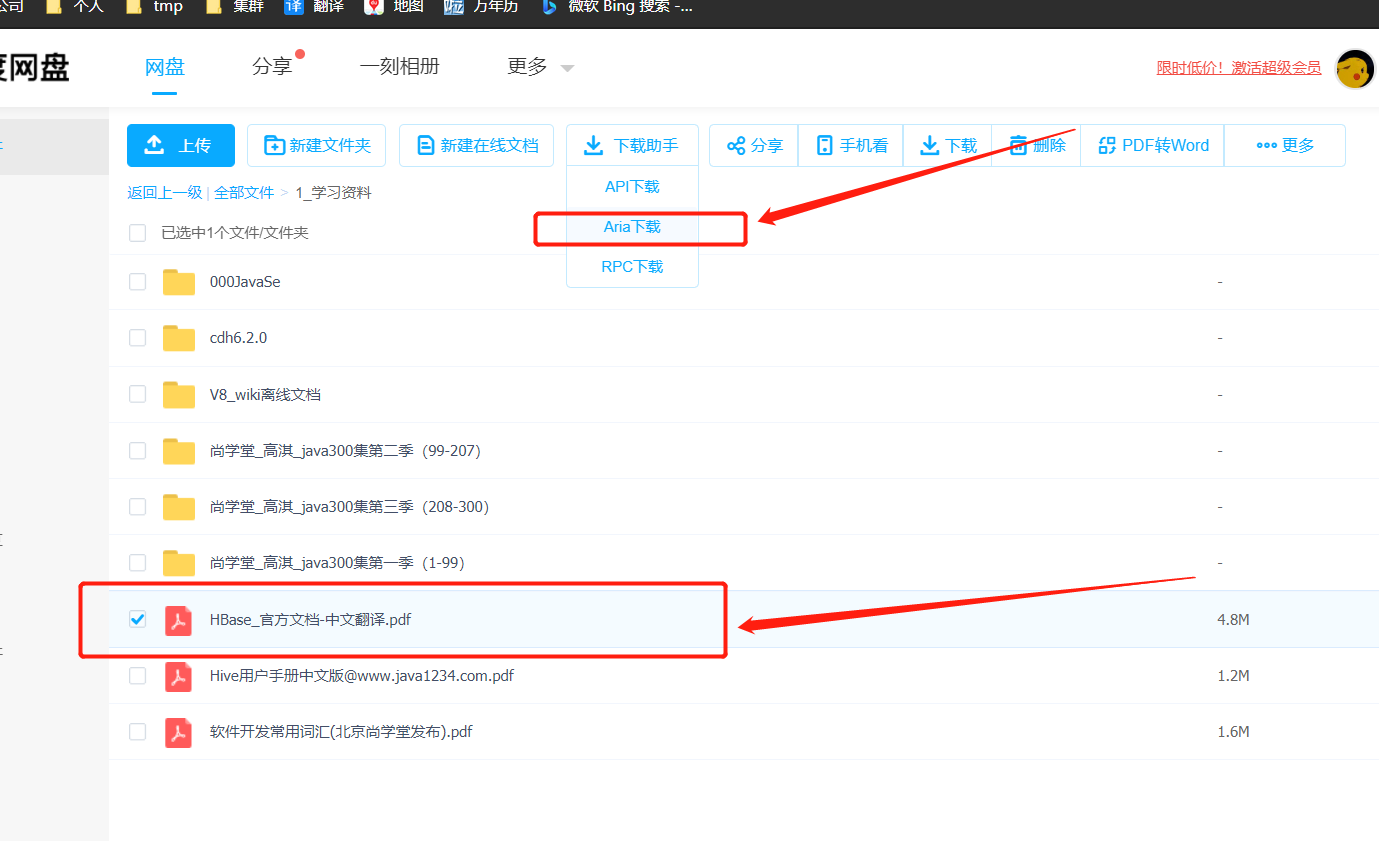 公司 个人 tmp 集群 译 翻译 地图 万年历 微软 Bing 搜索 -...
度网盘 网盘 分享 一刻相册 更多 限时低价！激活超级会员
上传 新建文件夹 新建在线文档 下载助手 分享 手机看 下载 删除 PDF转Word 更多
API下载
返回上一级 | 全部文件 > 1_学习资料
Aria下载
已选中1个文件/文件夹
RPC下载
000JavaSe -
cdh6.2.0 -
V8_wiki离线文档 -
尚学堂_高淇_java300集第二季（99-207） -
尚学堂_高淇_java300集第三季（208-300） -
尚学堂_高淇_java300集第一季（1-99） -
HBase_官方文档-中文翻译.pdf 4.8M
Hive用户手册中文版@www.java1234.com.pdf 1.2M
软件开发常用词汇(北京尚学堂发布).pdf 1.6M